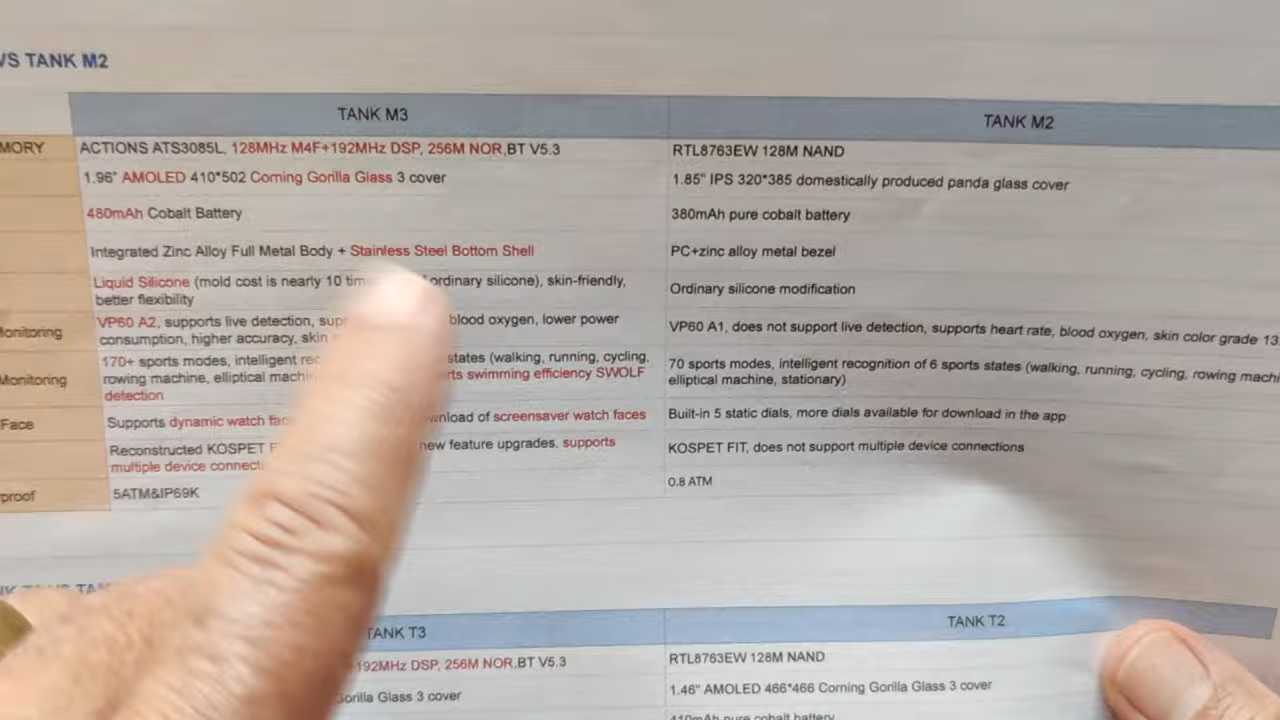 VS TANK M2
TANK M3 TANK M2
MORY ACTIONS ATS3085L, 128MHz M4F+192MHz DSP, 256M NOR,BT V5.3 RTL8763EW 128M NAND
1.96" AMOLED 410*502 Corning Gorilla Glass 3 cover 1.85" IPS 320*385 domestically produced panda glass cover
480mAh Cobalt Battery 380mAh pure cobalt battery
Integrated Zinc Alloy Full Metal Body + Stainless Steel Bottom Shell PC+zinc alloy metal bezel
Liquid Silicone (mold cost is nearly 10 ordinary silicone), skin-friendly,
better flexibility
Ordinary silicone modification
Monitoring VP60 A2, supports live detection, blood oxygen, lower power
consumption, higher accuracy, skin
VP60 A1, does not support live detection, supports heart rate, blood oxygen, skin color grade 13
Monitoring 170+ sports modes, intelligent states (walking, running, cycling,
rowing machine, elliptical swimming efficiency SWOLF
detection
70 sports modes, intelligent recognition of 6 sports states (walking, running, cycling, rowing machi
elliptical machine, stationary)
Face Supports dynamic watch of screensaver watch faces Built-in 5 static dials, more dials available for download in the app
Reconstructed KOSPET new feature upgrades, supports
multiple device
KOSPET FIT, does not support multiple device connections
proof 5ATM&IP69K 0.8 ATM
TANK T3 TANK T2
+192MHz DSP, 256M NOR,BT V5.3 RTL8763EW 128M NAND
Gorilla Glass 3 cover 1.46" AMOLED 466*466 Corning Gorilla Glass 3 cover
410mAh pure cobalt battery